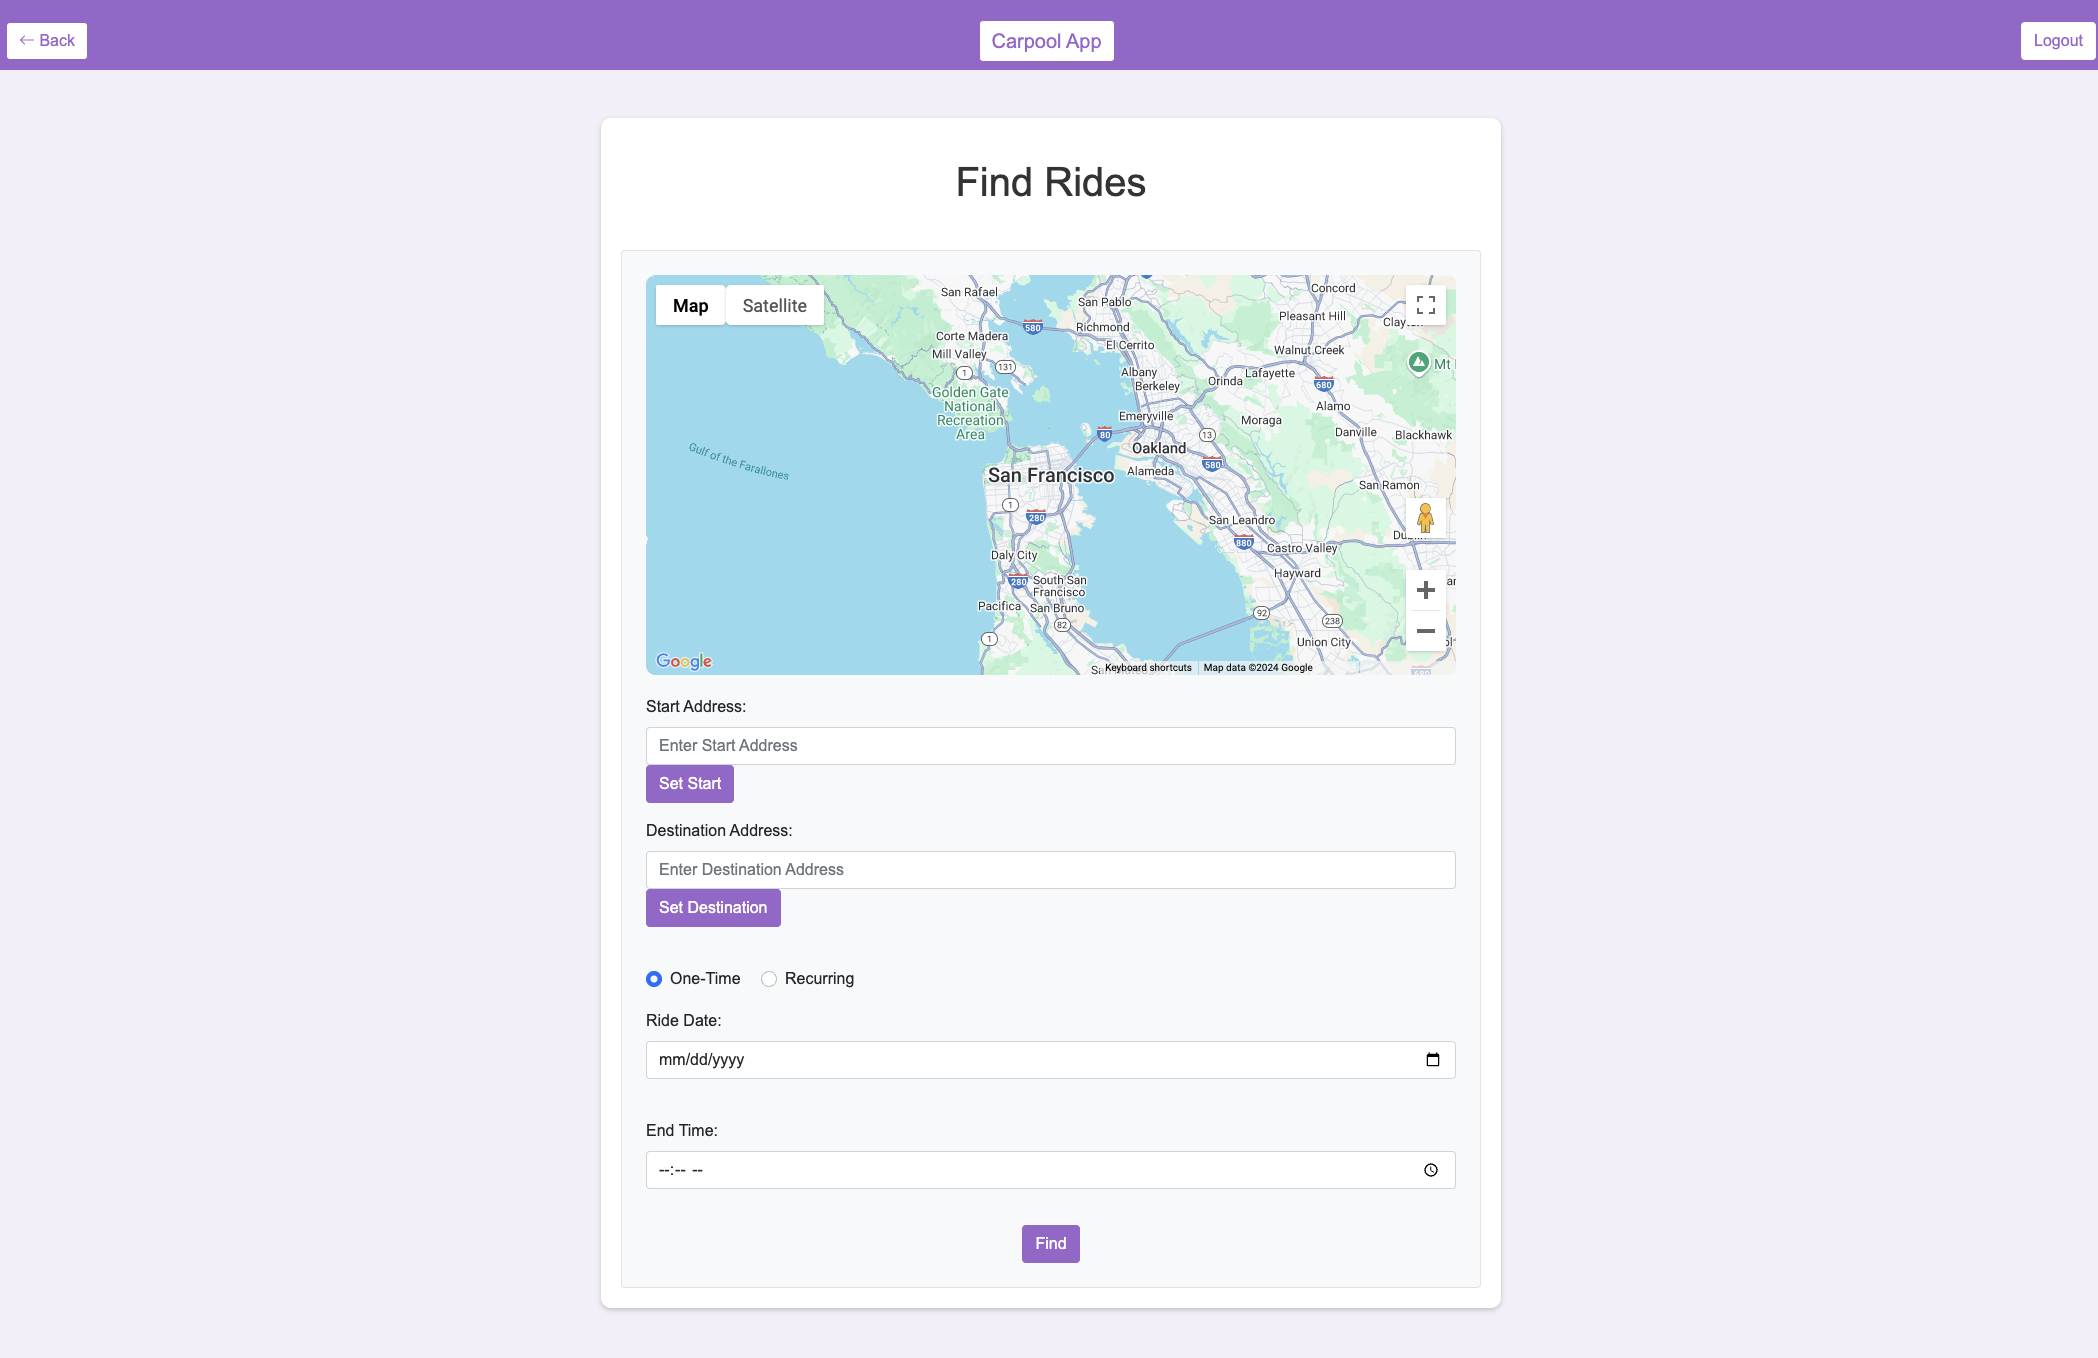 ← Back
Carpool App
Logout
Find Rides
Map
Satellite
San Rafael
San Pablo
Concord
Richmond
Pleasant Hill
580
Corte Madera
El Cerrito
Mill Valley
Walnut Creek
131
1
Albany
Berkeley
Orinda
Lafayette
680
Mt
Golden Gate
National
Recreation
Area
Emeryville
Alamo
Moraga
80
13
Danville
Blackhawk
Oakland
580
Gulf of the Farallones
San Francisco
Alameda
San Ramon
1
280
San Leandro
880
Castro Valley
Daly City
Hayward
280
South San
Francisco
Pacifica
San Bruno
92
82
238
1
Union City
Google
Keyboard shortcuts
Map data ©2024 Google
680
Start Address:
Enter Start Address
Set Start
Destination Address:
Enter Destination Address
Set Destination
One-Time
Recurring
Ride Date:
mm/dd/yyyy
End Time:
--:-- --
Find